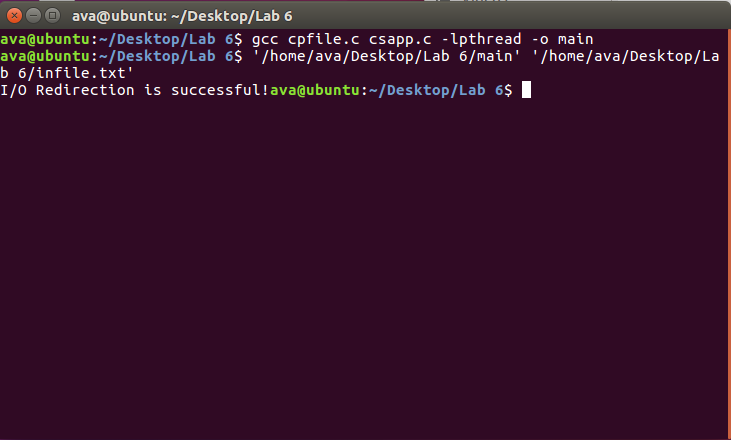 ava@ubuntu: ~/Desktop/Lab 6
ava@ubuntu:~/Desktop/Lab 6$ gcc cpfile.c csapp.c -lpthread -o main
ava@ubuntu:~/Desktop/Lab 6$ '/home/ava/Desktop/Lab 6/main' '/home/ava/Desktop/La
b 6/infile.txt'
I/O Redirection is successful!ava@ubuntu:~/Desktop/Lab 6$